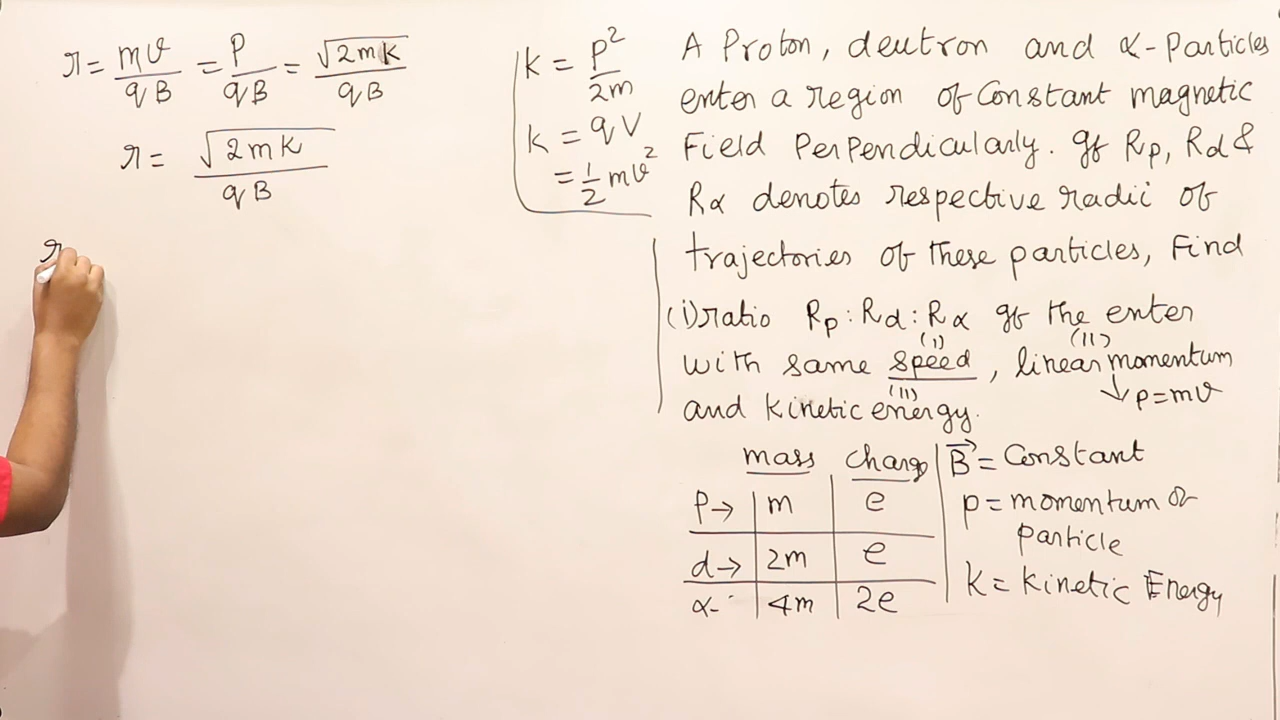 r = mv/qB = P/qB = √2mk/qB
r = √2mk/qB
r
k = P²/2m
k = qV
= 1/2 mv²
A Proton, deutron and α-Particles
enter a region of Constant magnetic
Field Perpendicularly. If Rp, Rd &
Rα denotes respective radii of
trajectories of these particles, Find
(i) ratio Rp : Rd : Rα If the enter
(I) (II)
with same speed, linear momentum
(III) ↓ p=mv
and kinetic energy.
mass charg
P→ m e
d→ 2m e
α- 4m 2e
B⃗ = Constant
p = momentum of
particle
K = Kinetic Energy